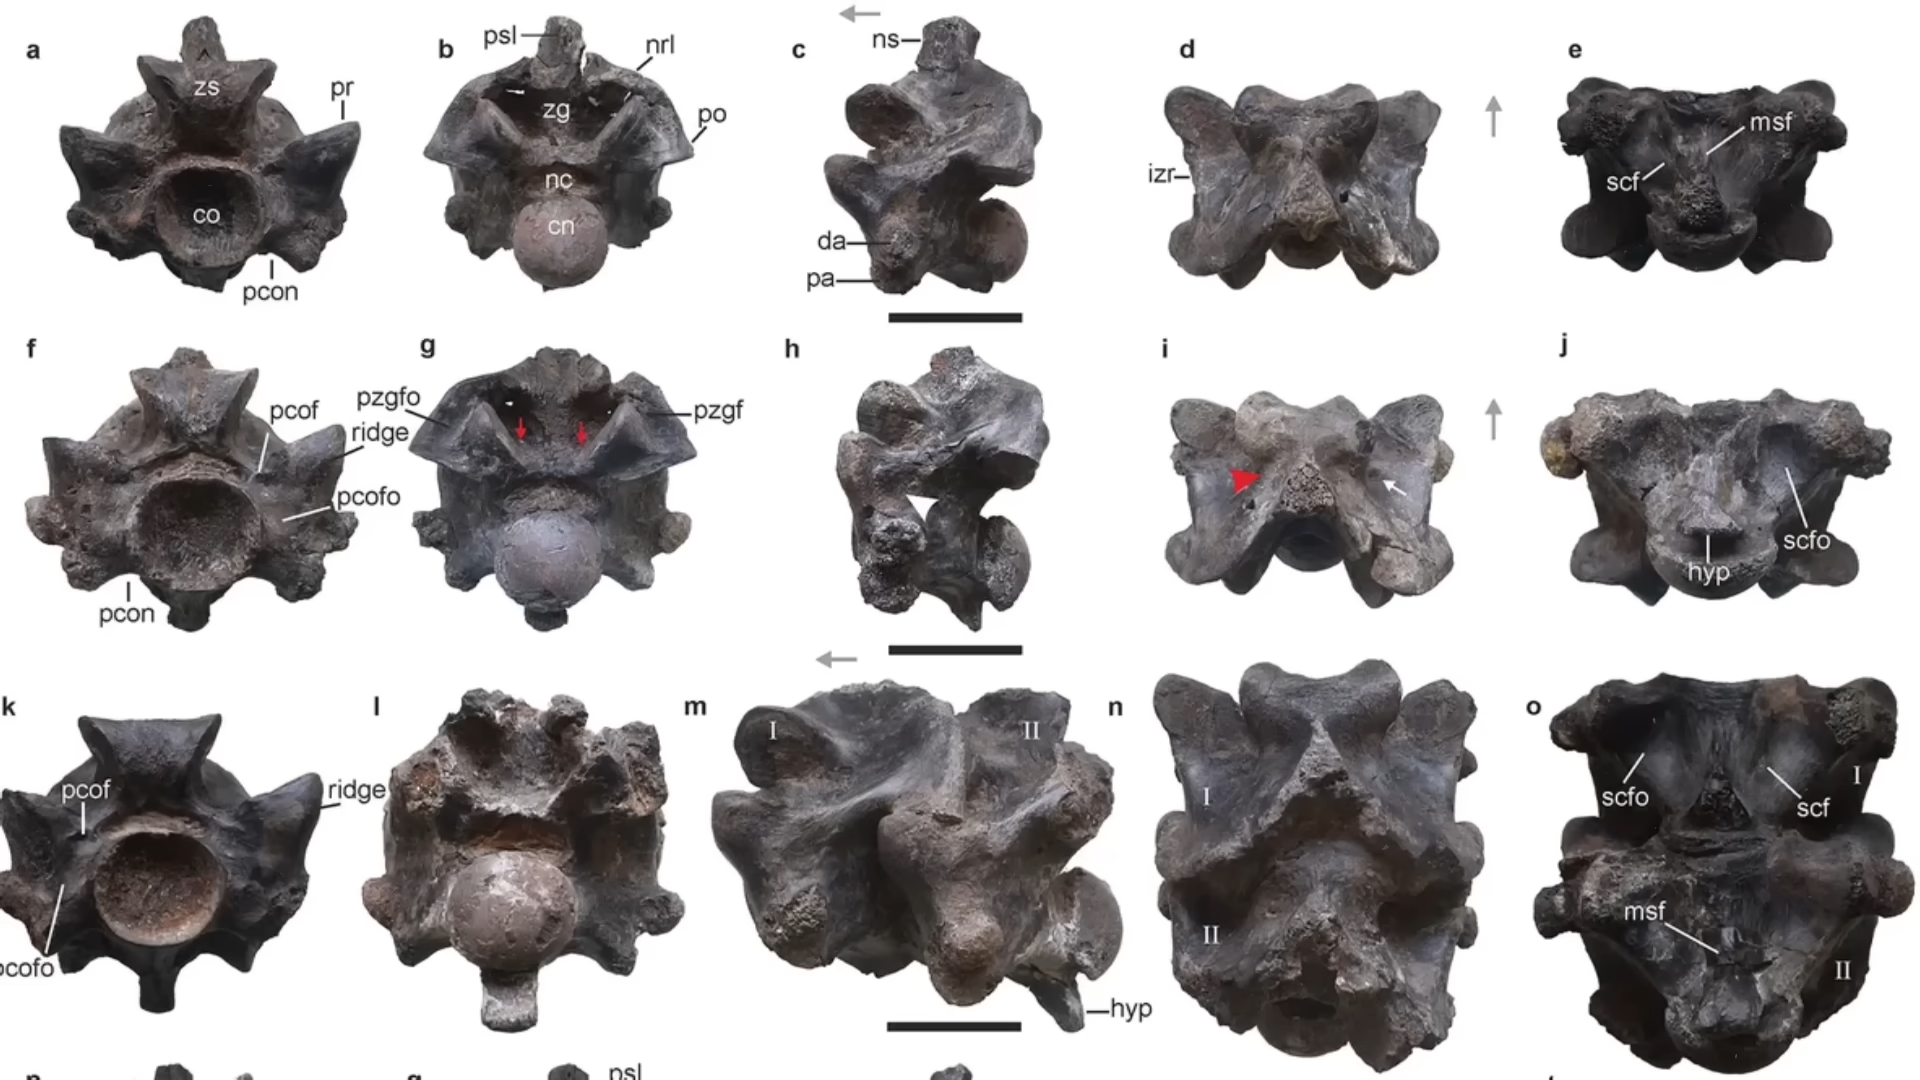 a
zs
pr
co
pcon
b
psl
nrl
zg
po
nc
cn
c
ns
da
pa
d
izr
e
msf
scf
f
pcof
ridge
pcofo
pcon
g
pzgfo
pzgf
h
i
j
scfo
hyp
k
pcof
ridge
pcofo
l
m
I
II
hyp
n
I
II
o
scfo
scf
I
msf
II
psl